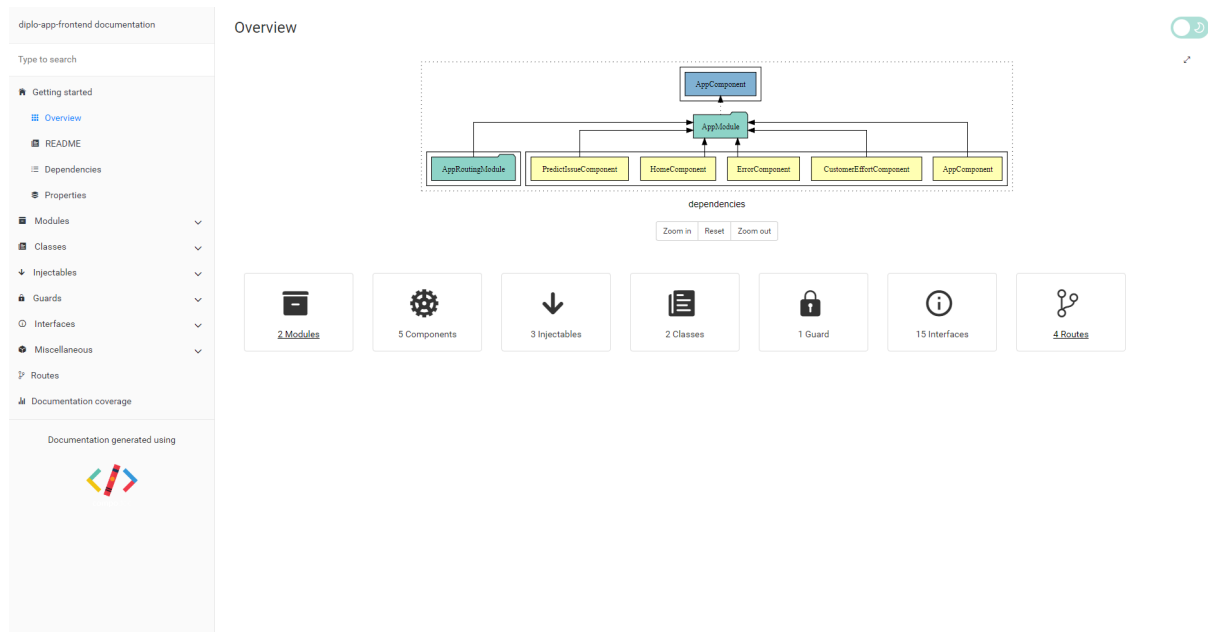 diplo-app-frontend documentation
Type to search
Getting started
Overview
README
Dependencies
Properties
Modules
Classes
Injectables
Guards
Interfaces
Miscellaneous
Routes
Documentation coverage
Documentation generated using
Overview
AppComponent
AppModule
AppRoutingModule
PredictIssueComponent
HomeComponent
ErrorComponent
CustomerEffortComponent
AppComponent
dependencies
Zoom in
Reset
Zoom out
2 Modules
5 Components
3 Injectables
2 Classes
1 Guard
15 Interfaces
4 Routes